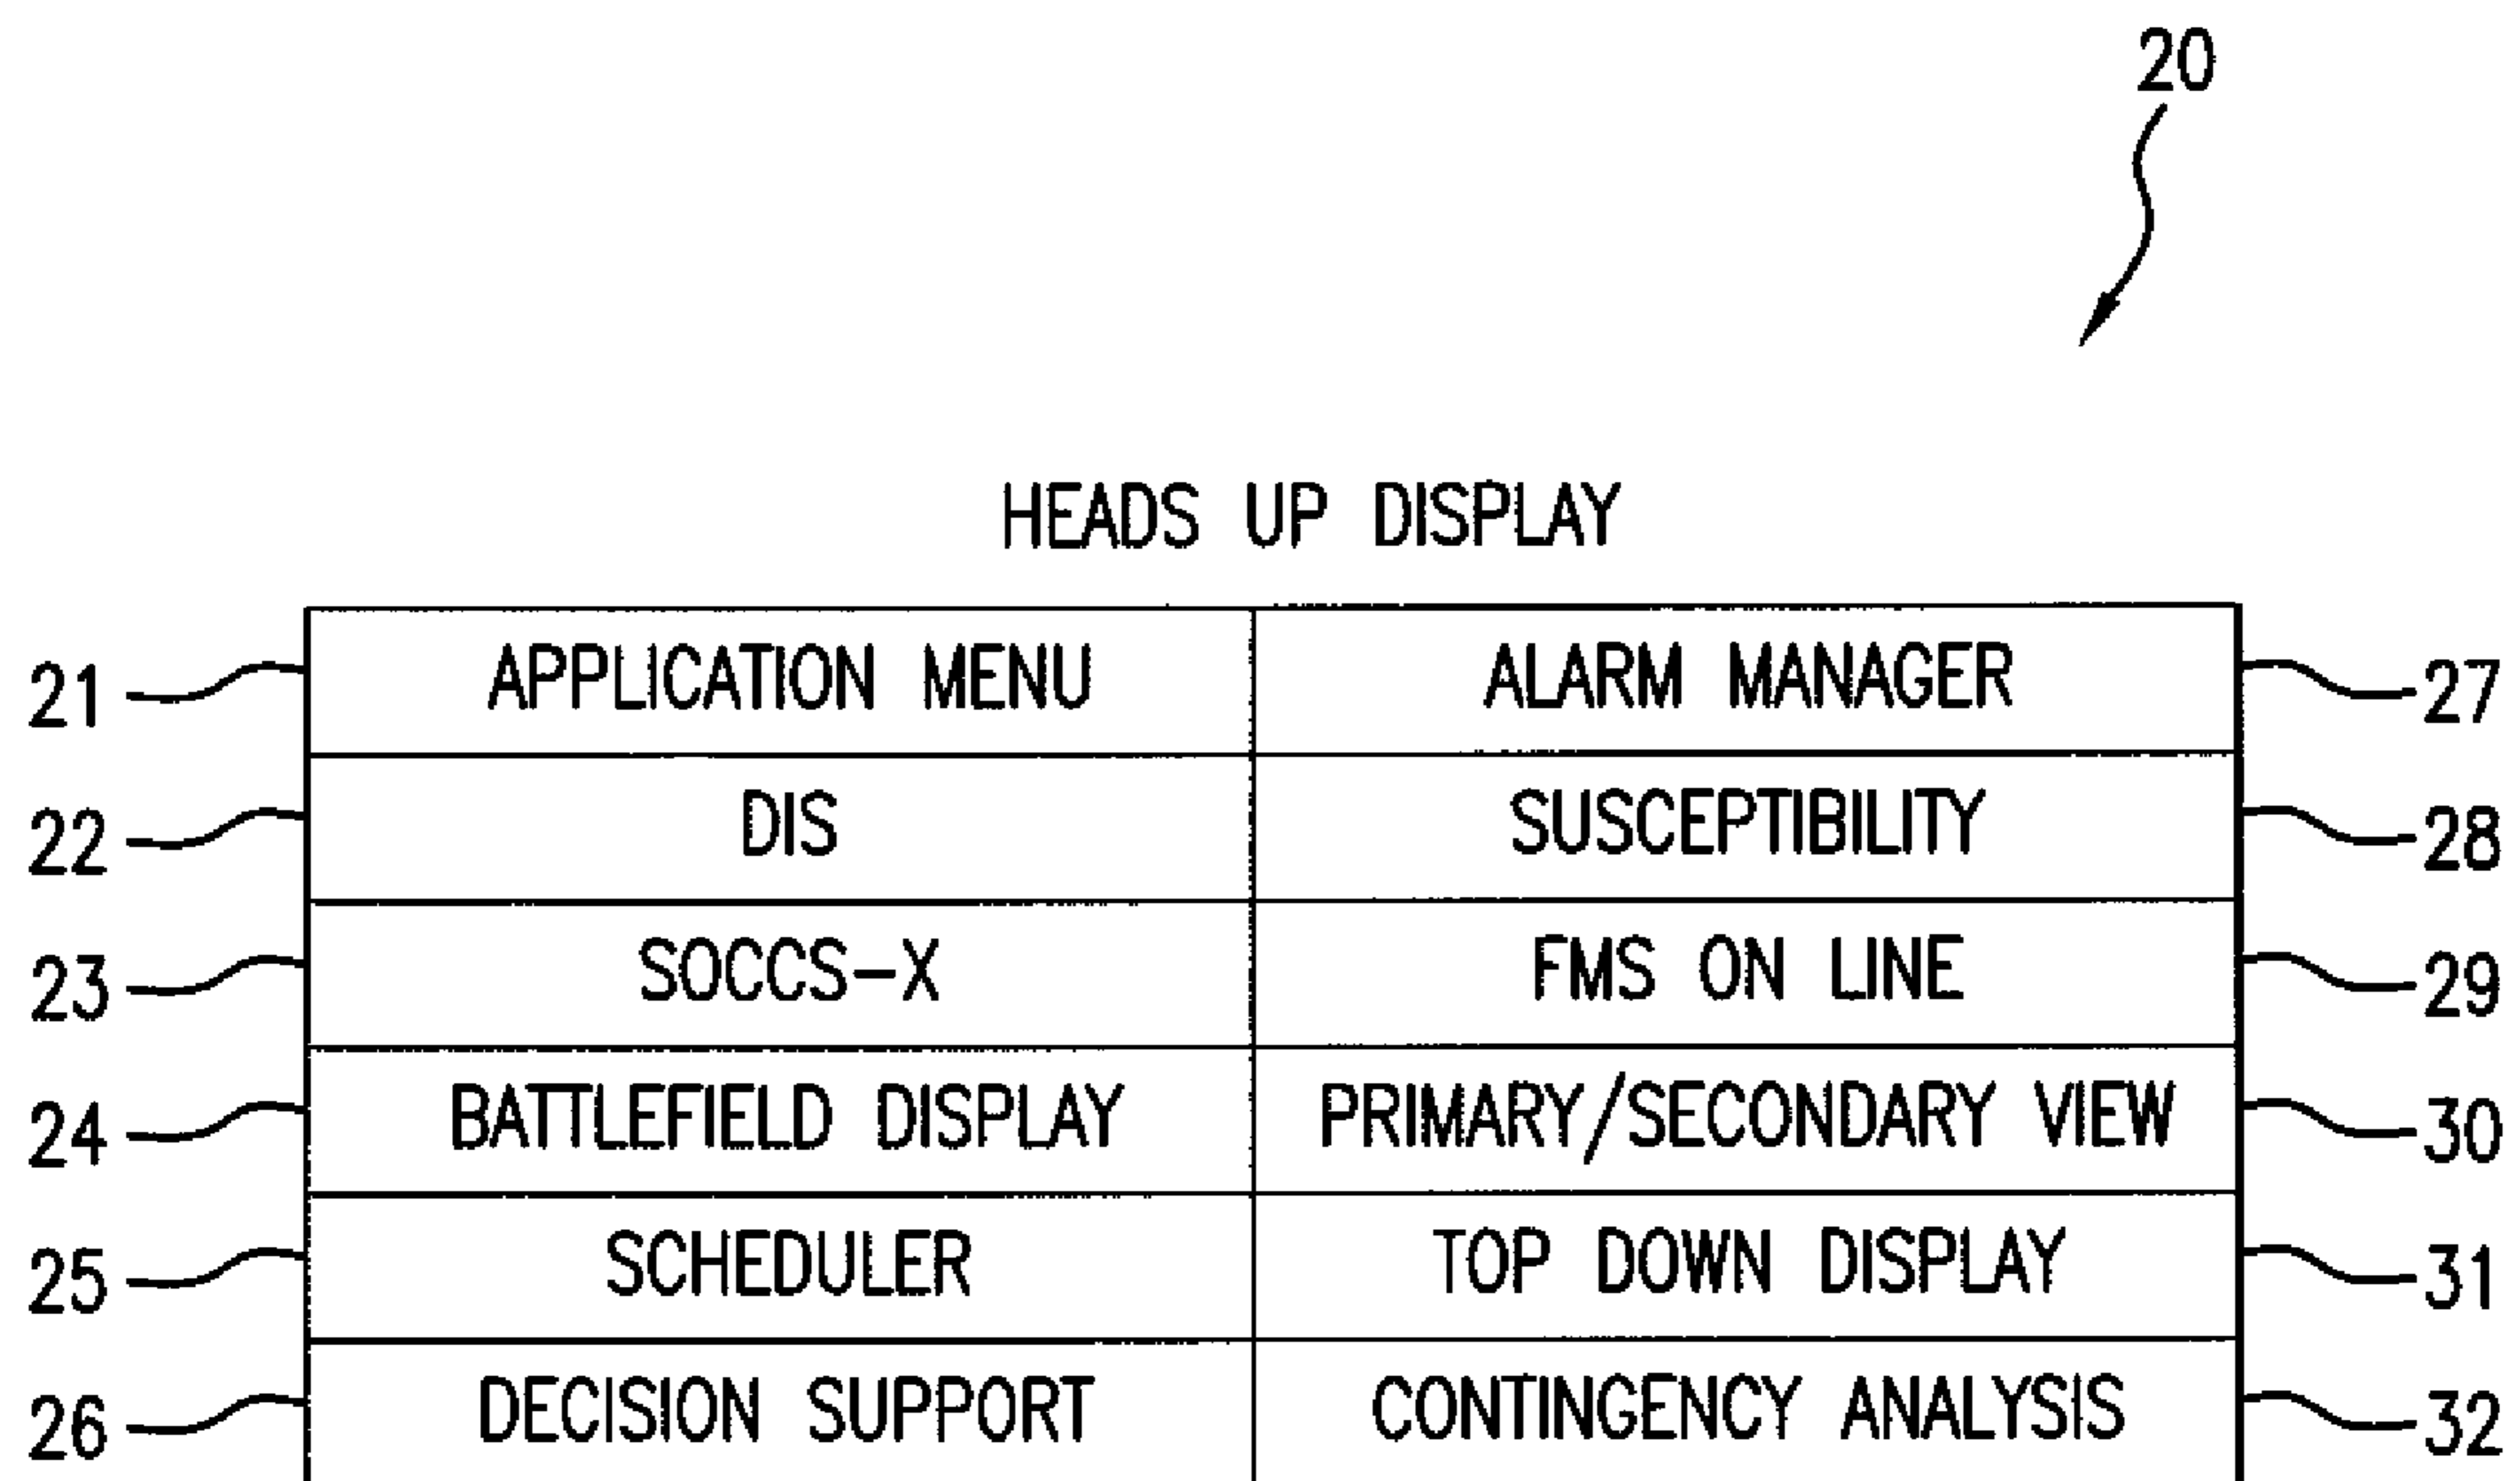 20
HEADS UP DISPLAY
21 APPLICATION MENU ALARM MANAGER 27
22 DIS SUSCEPTIBILITY 28
23 SOCCS-X FMS ON LINE 29
24 BATTLEFIELD DISPLAY PRIMARY/SECONDARY VIEW 30
25 SCHEDULER TOP DOWN DISPLAY 31
26 DECISION SUPPORT CONTINGENCY ANALYSIS 32